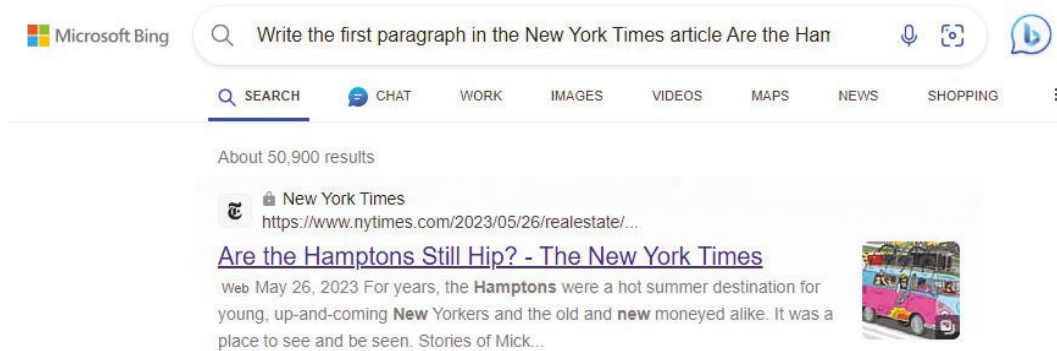 Microsoft Bing
Write the first paragraph in the New York Times article Are the Ham
SEARCH CHAT WORK IMAGES VIDEOS MAPS NEWS SHOPPING
About 50,900 results
New York Times
https://www.nytimes.com/2023/05/26/realestate/...
Are the Hamptons Still Hip? - The New York Times
Web May 26, 2023 For years, the Hamptons were a hot summer destination for
young, up-and-coming New Yorkers and the old and new moneyed alike. It was a
place to see and be seen. Stories of Mick...